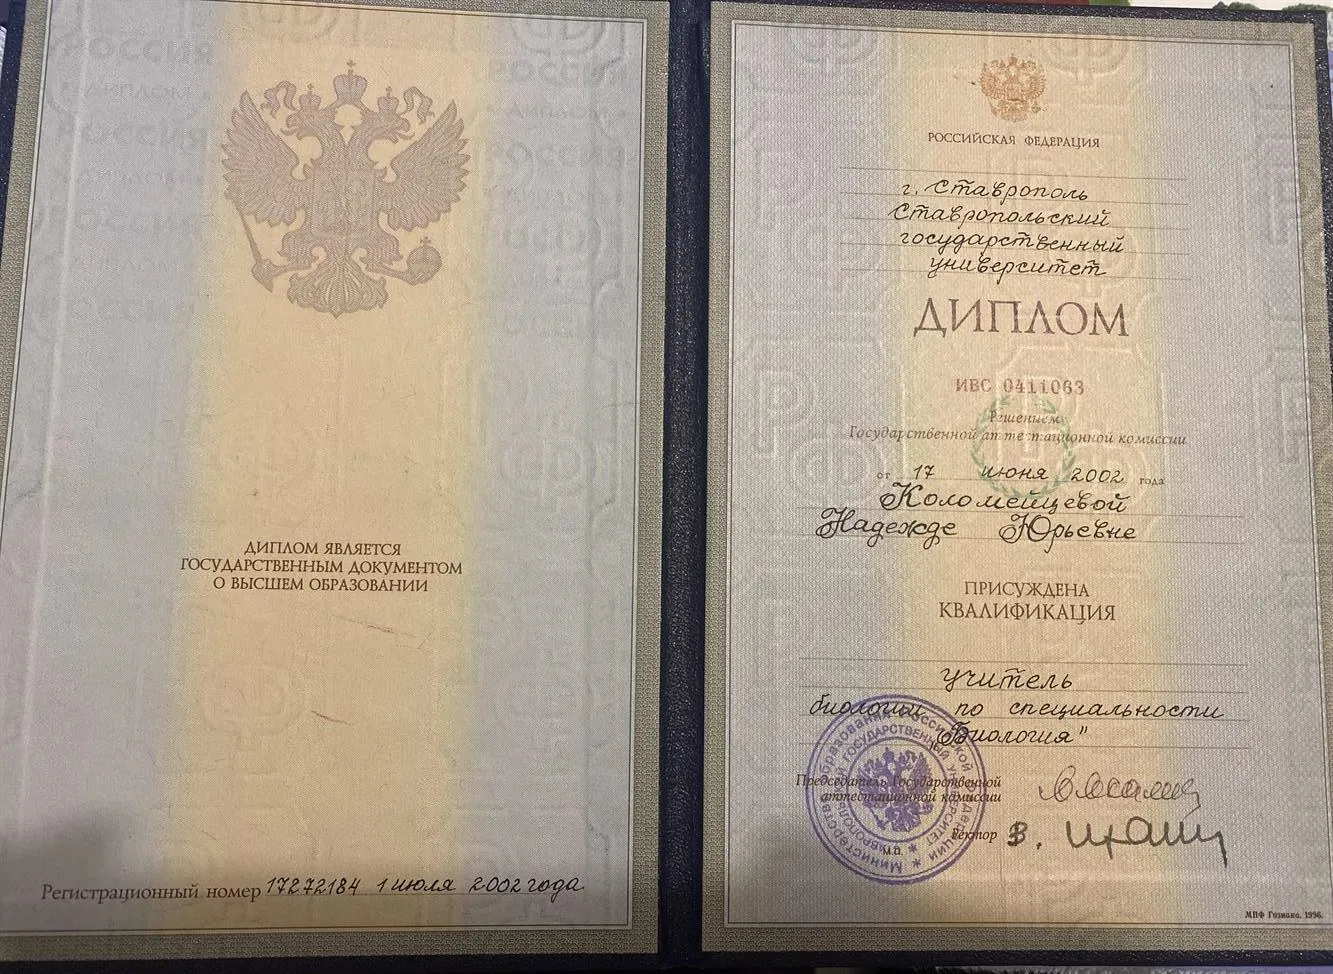 ДИПЛОМ ЯВЛЯЕТСЯ
ГОСУДАРСТВЕННЫМ ДОКУМЕНТОМ
О ВЫСШЕМ ОБРАЗОВАНИИ
Регистрационный номер 17272184 1 июля 2002 года
РОССИЙСКАЯ ФЕДЕРАЦИЯ
г. Ставрополь
Ставропольский
государственный
университет
ДИПЛОМ
ИВС 0411063
Решением
Государственной аттестационной комиссии
от 17 июня 2002 года
Коломейцевой
Надежде Юрьевне
ПРИСУЖДЕНА
КВАЛИФИКАЦИЯ
учитель
биологии по специальности
"Биология"
Председатель Государственной
аттестационной комиссии
Ректор
м.п.
МПФ Гознака. 1996.